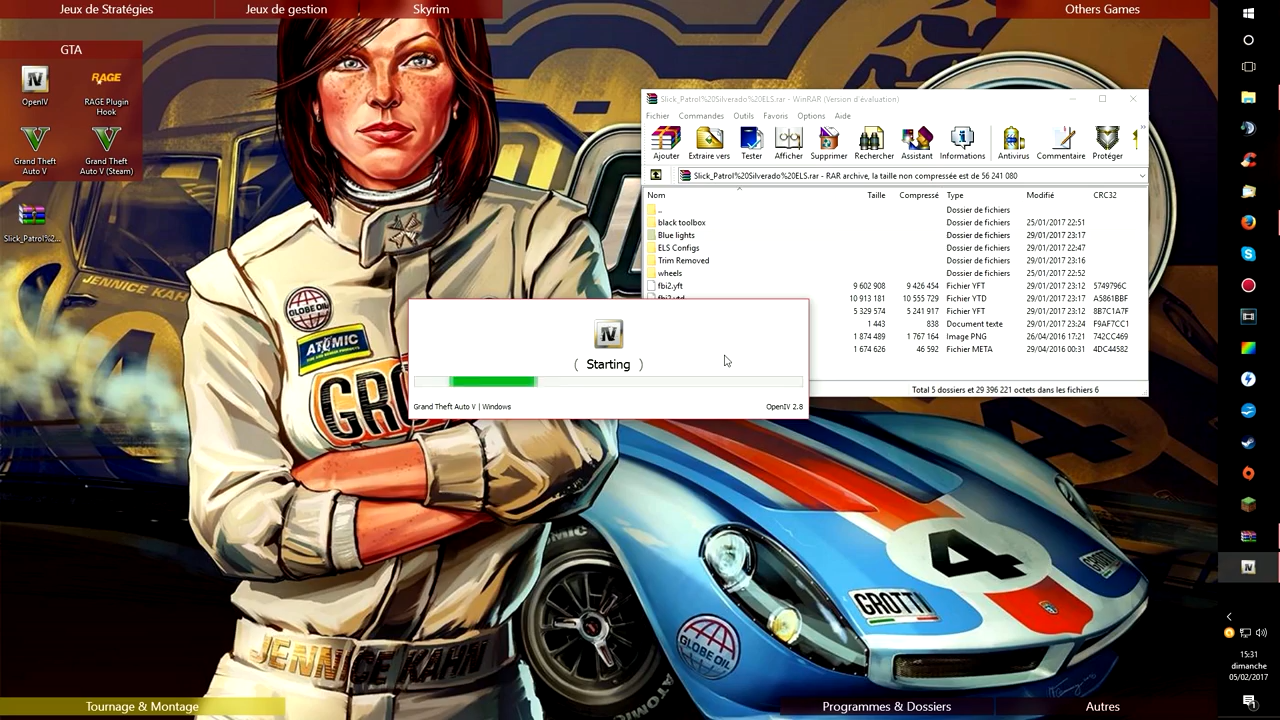 Jeux de Stratégies
Jeux de gestion
Skyrim
Others Games
GTA
OpenIV
RAGE
RAGE Plugin Hook
Grand Theft Auto V
Grand Theft Auto V (Steam)
Slick_Patrol%2...
JENNICE KAH
GLOBE OIL
ATOMIC
GRO
Slick_Patrol%20Silverado%20ELS.rar - WinRAR (Version d'évaluation)
Fichier Commandes Outils Favoris Options Aide
Ajouter Extraire vers Tester Afficher Supprimer Rechercher Assistant Informations Antivirus Commentaire Protéger
Slick_Patrol%20Silverado%20ELS.rar - RAR archive, la taille non compressée est de 56 241 080
Nom Taille Compressé Type Modifié CRC32
.. Dossier de fichiers
black toolbox Dossier de fichiers 25/01/2017 22:51
Blue lights Dossier de fichiers 29/01/2017 23:17
ELS Configs Dossier de fichiers 29/01/2017 22:47
Trim Removed Dossier de fichiers 29/01/2017 23:16
wheels Dossier de fichiers 25/01/2017 22:52
fbi2.yft 9 602 908 9 426 454 Fichier YFT 29/01/2017 23:12 5749796C
fbi2.ytd 10 913 181 10 555 729 Fichier YTD 29/01/2017 23:17 A5861BBF
5 329 574 5 241 917 Fichier YFT 29/01/2017 23:12 8B7C1A7F
1 443 838 Document texte 29/01/2017 23:24 F9AF7CC1
1 874 489 1 767 164 Image PNG 26/04/2016 17:21 742CC469
1 674 626 46 592 Fichier META 29/04/2016 00:31 4DC44582
Total 5 dossiers et 29 396 221 octets dans les fichiers 6
IV
( Starting )
Grand Theft Auto V | Windows
OpenIV 2.8
4
GROTTI
GLOBE OIL
JENNICE KAHN
ATOMIC
Tournage & Montage
Programmes & Dossiers
Autres
15:31
dimanche
05/02/2017